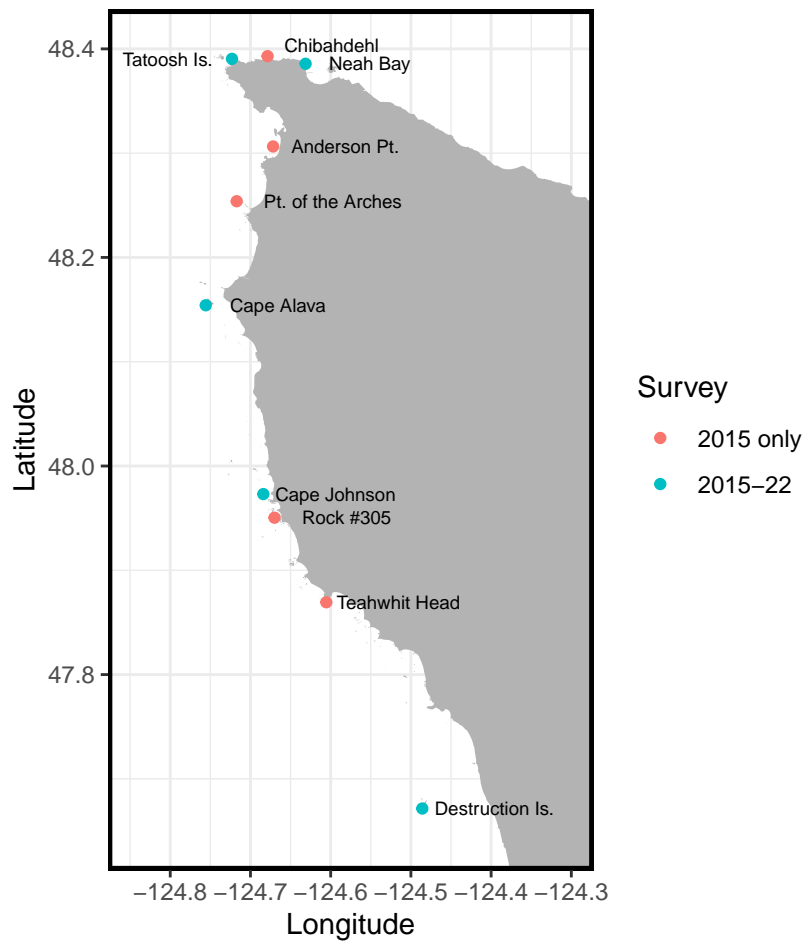 48.4
48.2
48.0
47.8
Latitude
Chibahdehl
Tatoosh Is.
Neah Bay
Anderson Pt.
Pt. of the Arches
Cape Alava
Cape Johnson
Rock #305
Teahwhit Head
Destruction Is.
−124.8 −124.7 −124.6 −124.5 −124.4 −124.3
Longitude
Survey
2015 only
2015−22